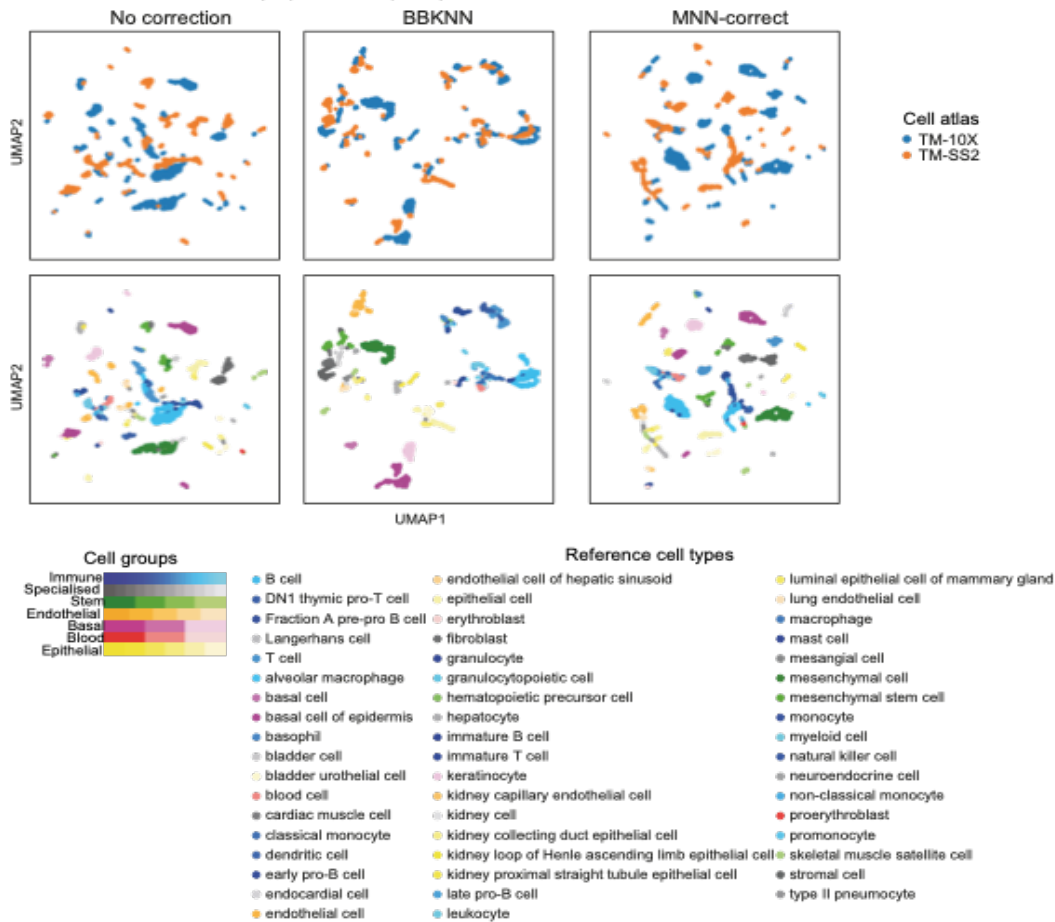 No correction
BBKNN
MNN-correct
UMAP2
Cell atlas
TM-10X
TM-SS2
UMAP2
UMAP1
Cell groups
Immune
Specialised
Stem
Endothelial
Basal
Blood
Epithelial
Reference cell types
B cell
DN1 thymic pro-T cell
Fraction A pre-pro B cell
Langerhans cell
T cell
alveolar macrophage
basal cell
basal cell of epidermis
basophil
bladder cell
bladder urothelial cell
blood cell
cardiac muscle cell
classical monocyte
dendritic cell
early pro-B cell
endocardial cell
endothelial cell
endothelial cell of hepatic sinusoid
epithelial cell
erythroblast
fibroblast
granulocyte
granulocytopoietic cell
hematopoietic precursor cell
hepatocyte
immature B cell
immature T cell
keratinocyte
kidney capillary endothelial cell
kidney cell
kidney collecting duct epithelial cell
kidney loop of Henle ascending limb epithelial cell
kidney proximal straight tubule epithelial cell
late pro-B cell
leukocyte
luminal epithelial cell of mammary gland
lung endothelial cell
macrophage
mast cell
mesangial cell
mesenchymal cell
mesenchymal stem cell
monocyte
myeloid cell
natural killer cell
neuroendocrine cell
non-classical monocyte
proerythroblast
promonocyte
skeletal muscle satellite cell
stromal cell
type II pneumocyte